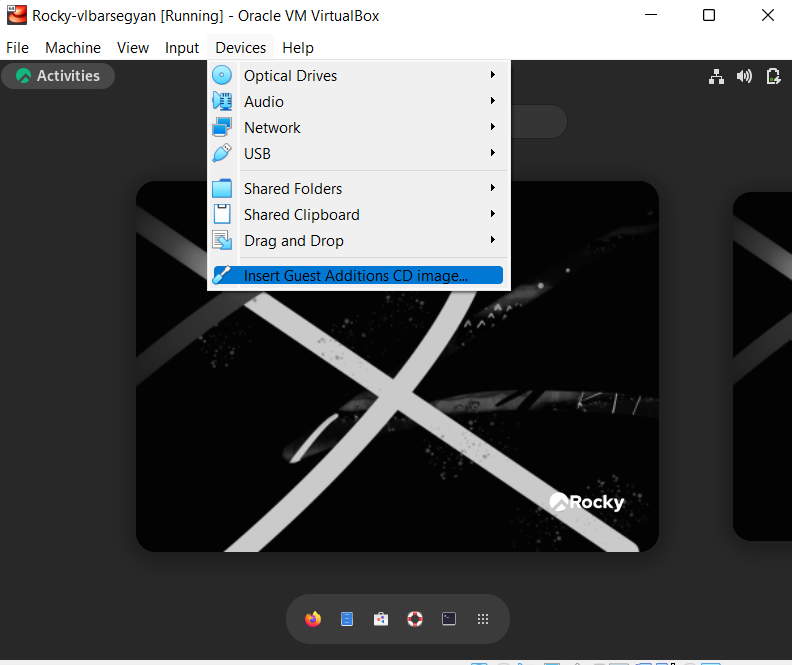 Rocky-vlbarsegyan [Running] - Oracle VM VirtualBox
File Machine View Input Devices Help
Activities
Optical Drives
Audio
Network
USB
Shared Folders
Shared Clipboard
Drag and Drop
Insert Guest Additions CD image...
Rocky